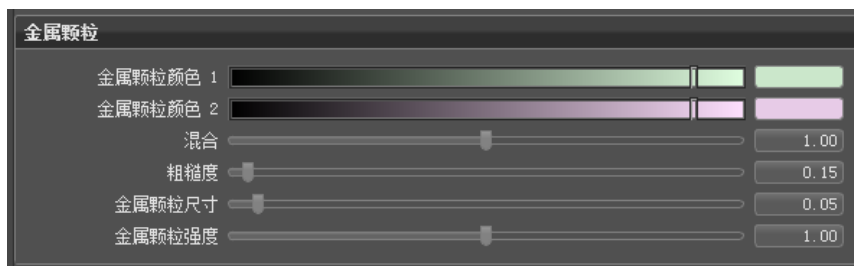 金属颗粒
金属颗粒颜色 1
金属颗粒颜色 2
混合 1.00
粗糙度 0.15
金属颗粒尺寸 0.05
金属颗粒强度 1.00